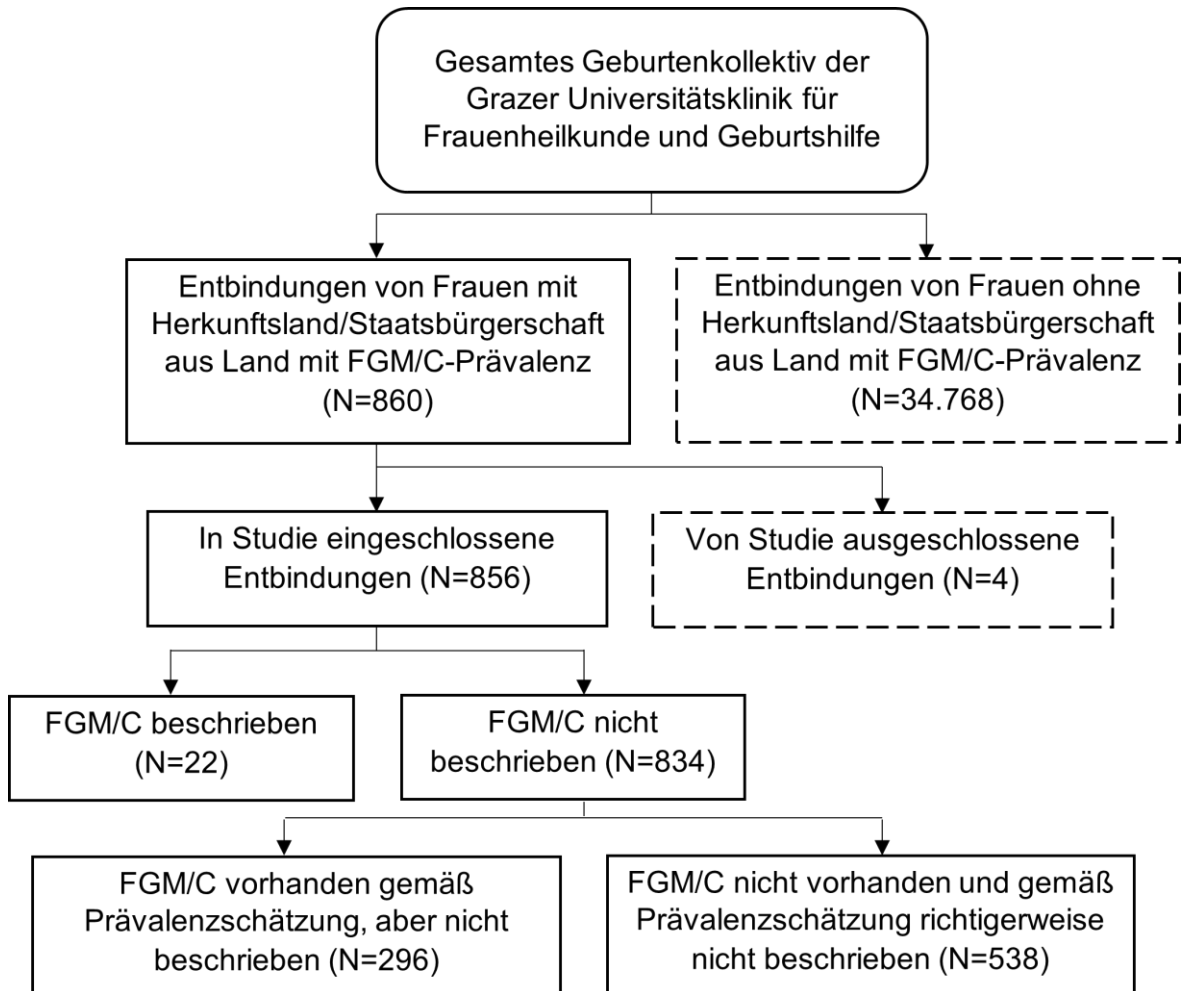 Gesamtes Geburtenkollektiv der
Grazer Universitätsklinik für
Frauenheilkunde und Geburtshilfe
Entbindungen von Frauen mit
Herkunftsland/Staatsbürgerschaft
aus Land mit FGM/C-Prävalenz
(N=860)
Entbindungen von Frauen ohne
Herkunftsland/Staatsbürgerschaft
aus Land mit FGM/C-Prävalenz
(N=34.768)
In Studie eingeschlossene
Entbindungen (N=856)
Von Studie ausgeschlossene
Entbindungen (N=4)
FGM/C beschrieben
(N=22)
FGM/C nicht
beschrieben (N=834)
FGM/C vorhanden gemäß
Prävalenzschätzung, aber nicht
beschrieben (N=296)
FGM/C nicht vorhanden und gemäß
Prävalenzschätzung richtigerweise
nicht beschrieben (N=538)